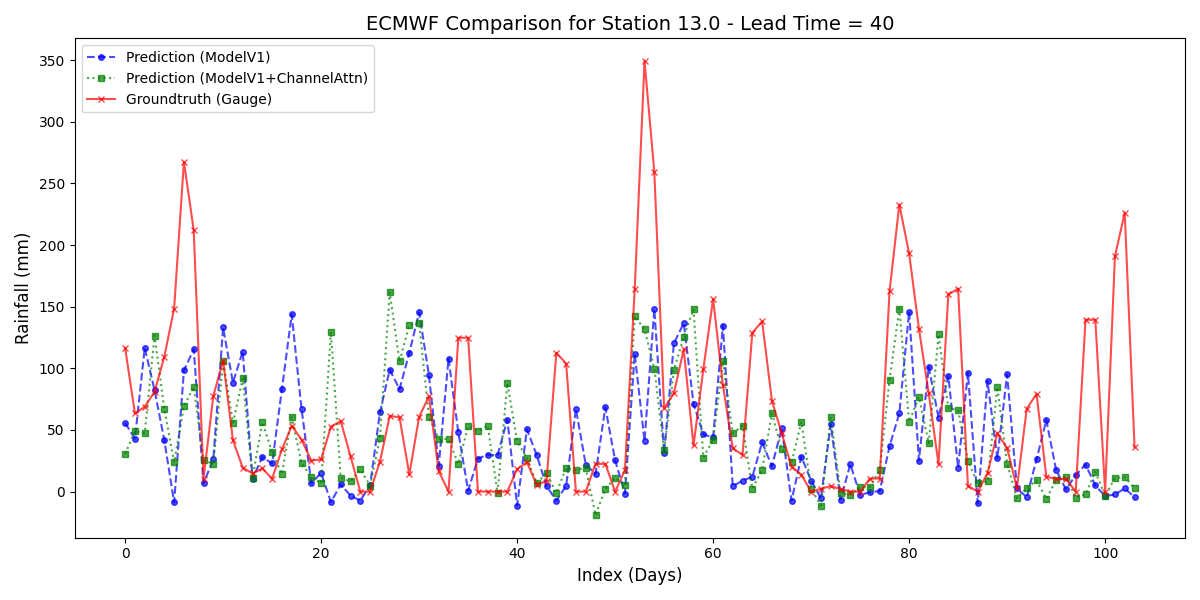 ECMWF Comparison for Station 13.0 - Lead Time = 40
Prediction (ModelV1)
Prediction (ModelV1+ChannelAttn)
Groundtruth (Gauge)
Rainfall (mm)
350
300
250
200
150
100
50
0
0 20 40 60 80 100
Index (Days)